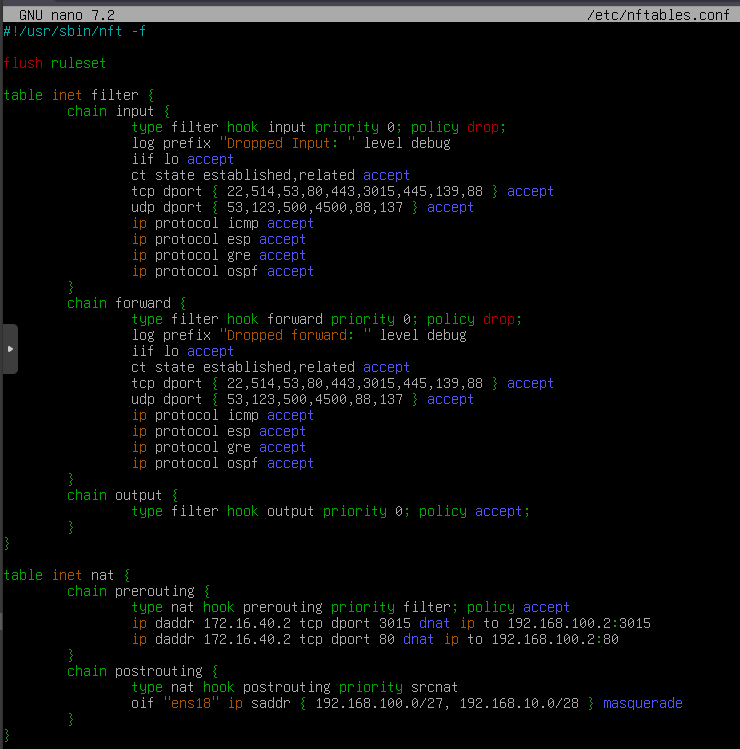 GNU nano 7.2 /etc/nftables.conf
#!/usr/sbin/nft -f
flush ruleset
table inet filter {
chain input {
type filter hook input priority 0; policy drop;
log prefix "Dropped Input: " level debug
iif lo accept
ct state established,related accept
tcp dport { 22,514,53,80,443,3015,445,139,88 } accept
udp dport { 53,123,500,4500,88,137 } accept
ip protocol icmp accept
ip protocol esp accept
ip protocol gre accept
ip protocol ospf accept
}
chain forward {
type filter hook forward priority 0; policy drop;
log prefix "Dropped forward: " level debug
iif lo accept
ct state established,related accept
tcp dport { 22,514,53,80,443,3015,445,139,88 } accept
udp dport { 53,123,500,4500,88,137 } accept
ip protocol icmp accept
ip protocol esp accept
ip protocol gre accept
ip protocol ospf accept
}
chain output {
type filter hook output priority 0; policy accept;
}
}
table inet nat {
chain prerouting {
type nat hook prerouting priority filter; policy accept
ip daddr 172.16.40.2 tcp dport 3015 dnat ip to 192.168.100.2:3015
ip daddr 172.16.40.2 tcp dport 80 dnat ip to 192.168.100.2:80
}
chain postrouting {
type nat hook postrouting priority srcnat
oif "ens18" ip saddr { 192.168.100.0/27, 192.168.10.0/28 } masquerade
}
}